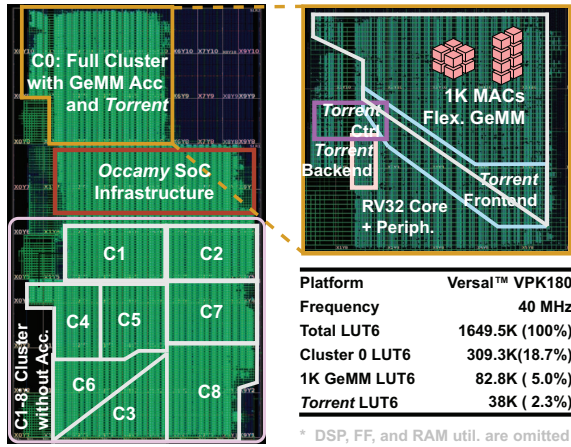 C0: Full Cluster
with GeMM Acc
and Torrent
Occamy SoC
Infrastructure
C1
C2
C4
C5
C7
C6
C3
C8
C1-8: Cluster
without Acc.
1K MACs
Flex. GeMM
Torrent
Ctrl
Torrent
Backend
Torrent
Frontend
RV32 Core
+ Periph.
Platform Versal™ VPK180
Frequency 40 MHz
Total LUT6 1649.5K (100%)
Cluster 0 LUT6 309.3K(18.7%)
1K GeMM LUT6 82.8K ( 5.0%)
Torrent LUT6 38K ( 2.3%)
* DSP, FF, and RAM util. are omitted